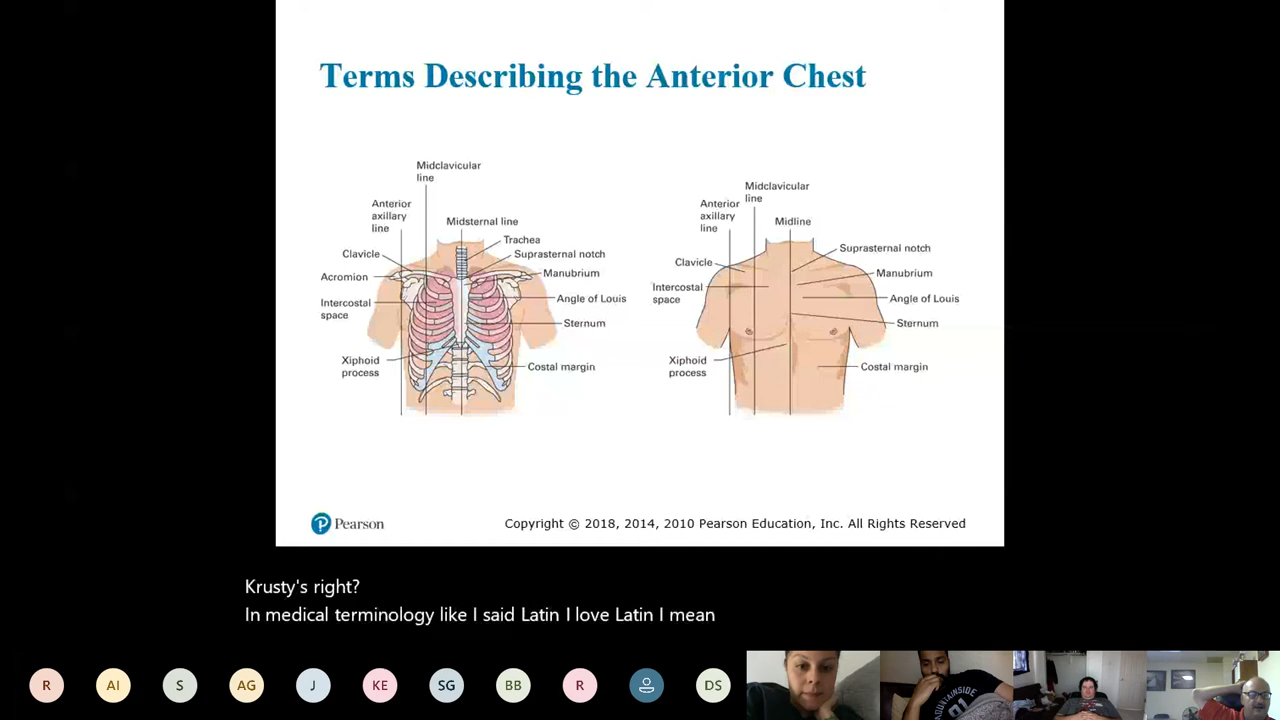 Terms Describing the Anterior Chest
Midclavicular
line
Anterior
axillary
line
Midsternal line
Trachea
Clavicle
Suprasternal notch
Acromion
Manubrium
Intercostal
space
Angle of Louis
Sternum
Xiphoid
process
Costal margin
Midclavicular
line
Anterior
axillary
line
Midline
Suprasternal notch
Clavicle
Manubrium
Intercostal
space
Angle of Louis
Sternum
Xiphoid
process
Costal margin
P Pearson
Copyright © 2018, 2014, 2010 Pearson Education, Inc. All Rights Reserved
Krusty's right?
In medical terminology like I said Latin I love Latin I mean
R AI S AG J KE SG BB R DS